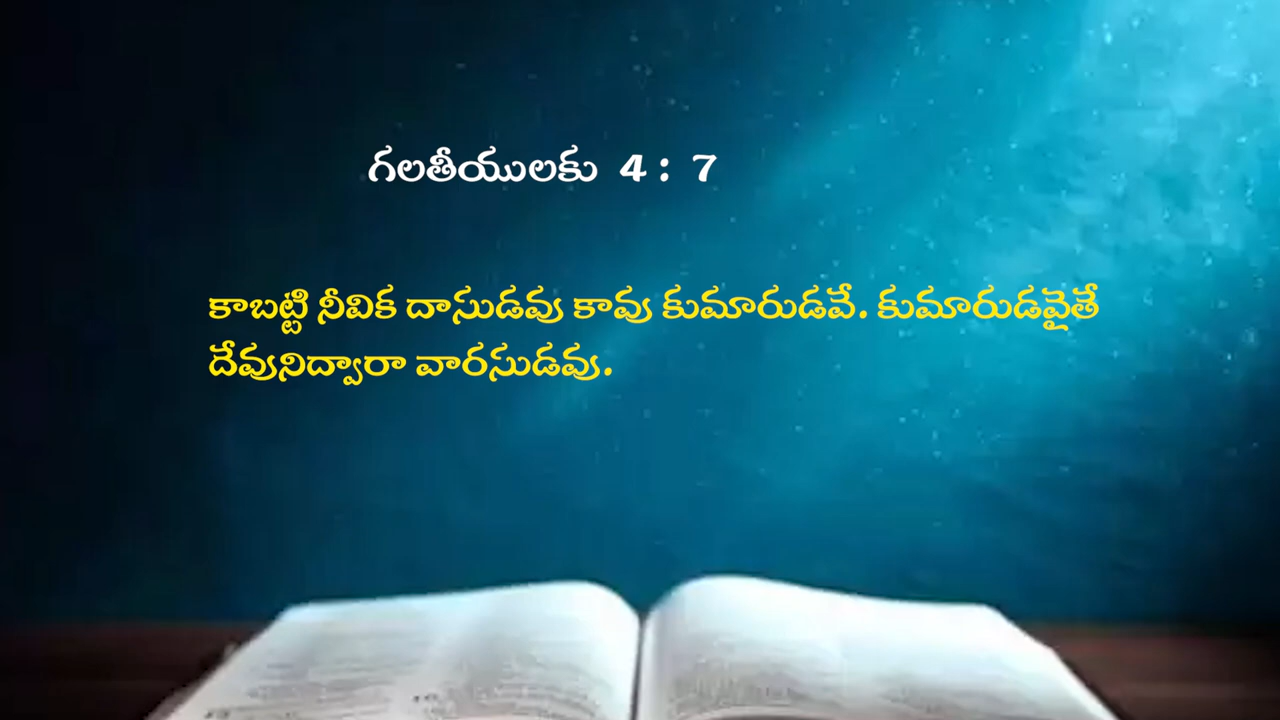 గలతీయులకు 4 : 7
కాబట్టి నీవిక దాసుడవు కావు కుమారుడవే. కుమారుడవైతే
దేవునిద్వారా వారసుడవు.